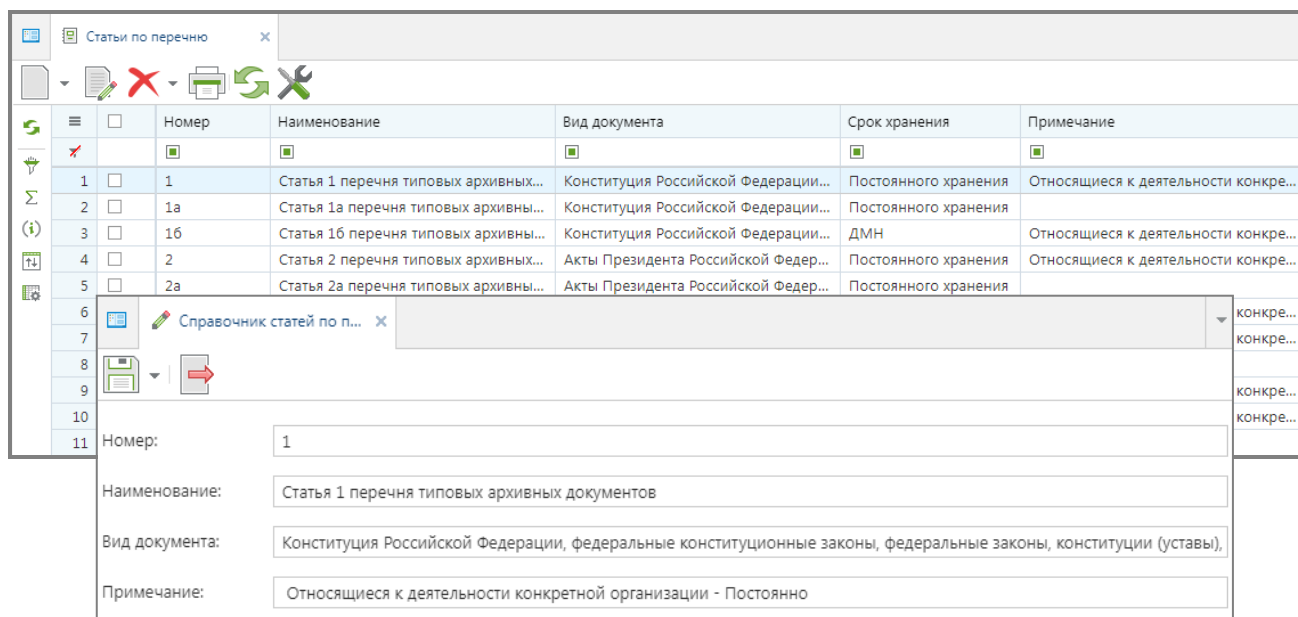 Статьи по перечню
Номер Наименование Вид документа Срок хранения Примечание
1 1 Статья 1 перечня типовых архивных... Конституция Российской Федерации... Постоянного хранения Относящиеся к деятельности конкре...
2 1а Статья 1а перечня типовых архивны... Конституция Российской Федерации... Постоянного хранения
3 1б Статья 1б перечня типовых архивны... Конституция Российской Федерации... ДМН Относящиеся к деятельности конкре...
4 2 Статья 2 перечня типовых архивных... Акты Президента Российской Федер... Постоянного хранения Относящиеся к деятельности конкре...
5 2а Статья 2а перечня типовых архивны... Акты Президента Российской Федер... Постоянного хранения
6 конкре...
7 конкре...
8
9 конкре...
10 конкре...
11
Справочник статей по п...
Номер: 1
Наименование: Статья 1 перечня типовых архивных документов
Вид документа: Конституция Российской Федерации, федеральные конституционные законы, федеральные законы, конституции (уставы),
Примечание: Относящиеся к деятельности конкретной организации - Постоянно